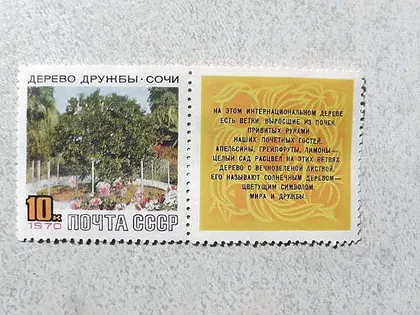 ДЕРЕВО ДРУЖБЫ · СОЧИ
10к
1970
ПОЧТА СССР
НА ЭТОМ ИНТЕРНАЦИОНАЛЬНОМ ДЕРЕВЕ
ЕСТЬ ВЕТКИ, ВЫРОСШИЕ ИЗ ПОЧЕК,
ПРИВИТЫХ РУКАМИ
НАШИХ ПОЧЕТНЫХ ГОСТЕЙ.
АПЕЛЬСИНЫ, ГРЕЙПФРУТЫ, ЛИМОНЫ—
ЦЕЛЫЙ САД РАСЦВЕЛ НА ЭТИХ ВЕТВЯХ.
ДЕРЕВО С ВЕЧНОЗЕЛЕНОЙ ЛИСТВОЙ,
ЕГО НАЗЫВАЮТ СОЛНЕЧНЫМ ДЕРЕВОМ—
ЦВЕТУЩИМ СИМВОЛОМ
МИРА И ДРУЖБЫ.